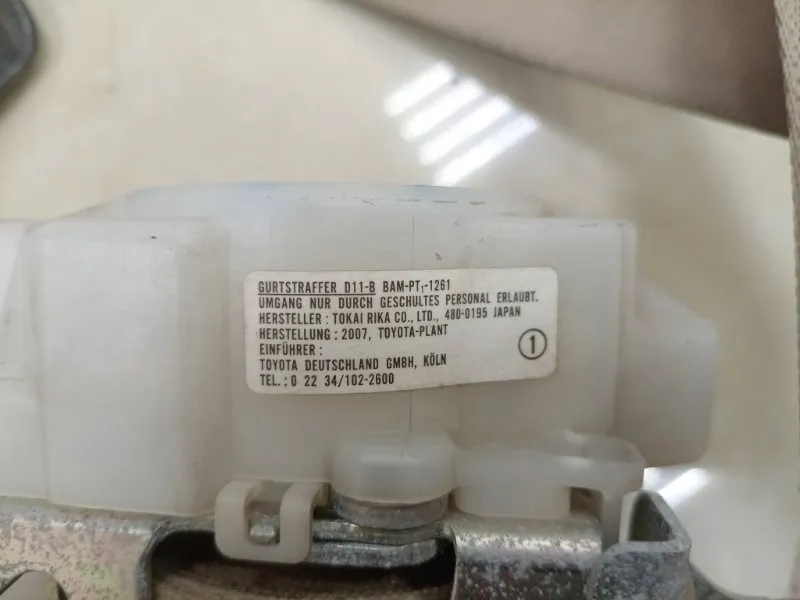 GURTSTRAFFER D11-B BAM-PT₁-1261
UMGANG NUR DURCH GESCHULTES PERSONAL ERLAUBT.
HERSTELLER : TOKAI RIKA CO., LTD., 480-0195 JAPAN
HERSTELLUNG : 2007, TOYOTA-PLANT
EINFÜHRER :
TOYOTA DEUTSCHLAND GMBH, KÖLN
TEL. : 0 22 34/102-2600
1